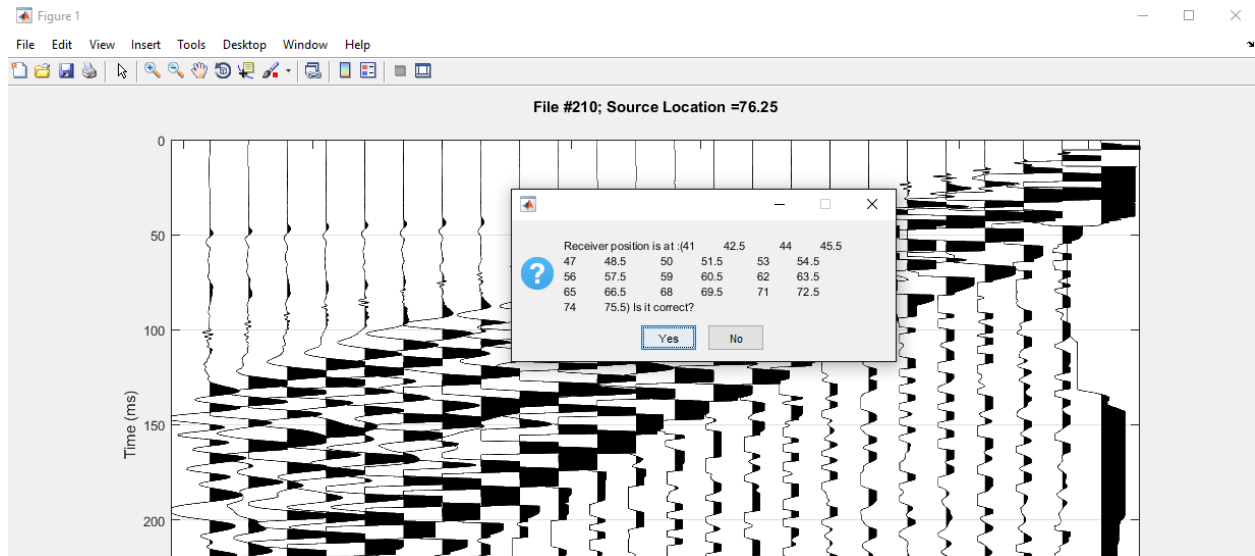 Figure 1
File Edit View Insert Tools Desktop Window Help
File #210; Source Location =76.25
0
50
100
150
200
Time (ms)
Receiver position is at :(41 42.5 44 45.5
47 48.5 50 51.5 53 54.5
56 57.5 59 60.5 62 63.5
65 66.5 68 69.5 71 72.5
74 75.5) Is it correct?
Yes No